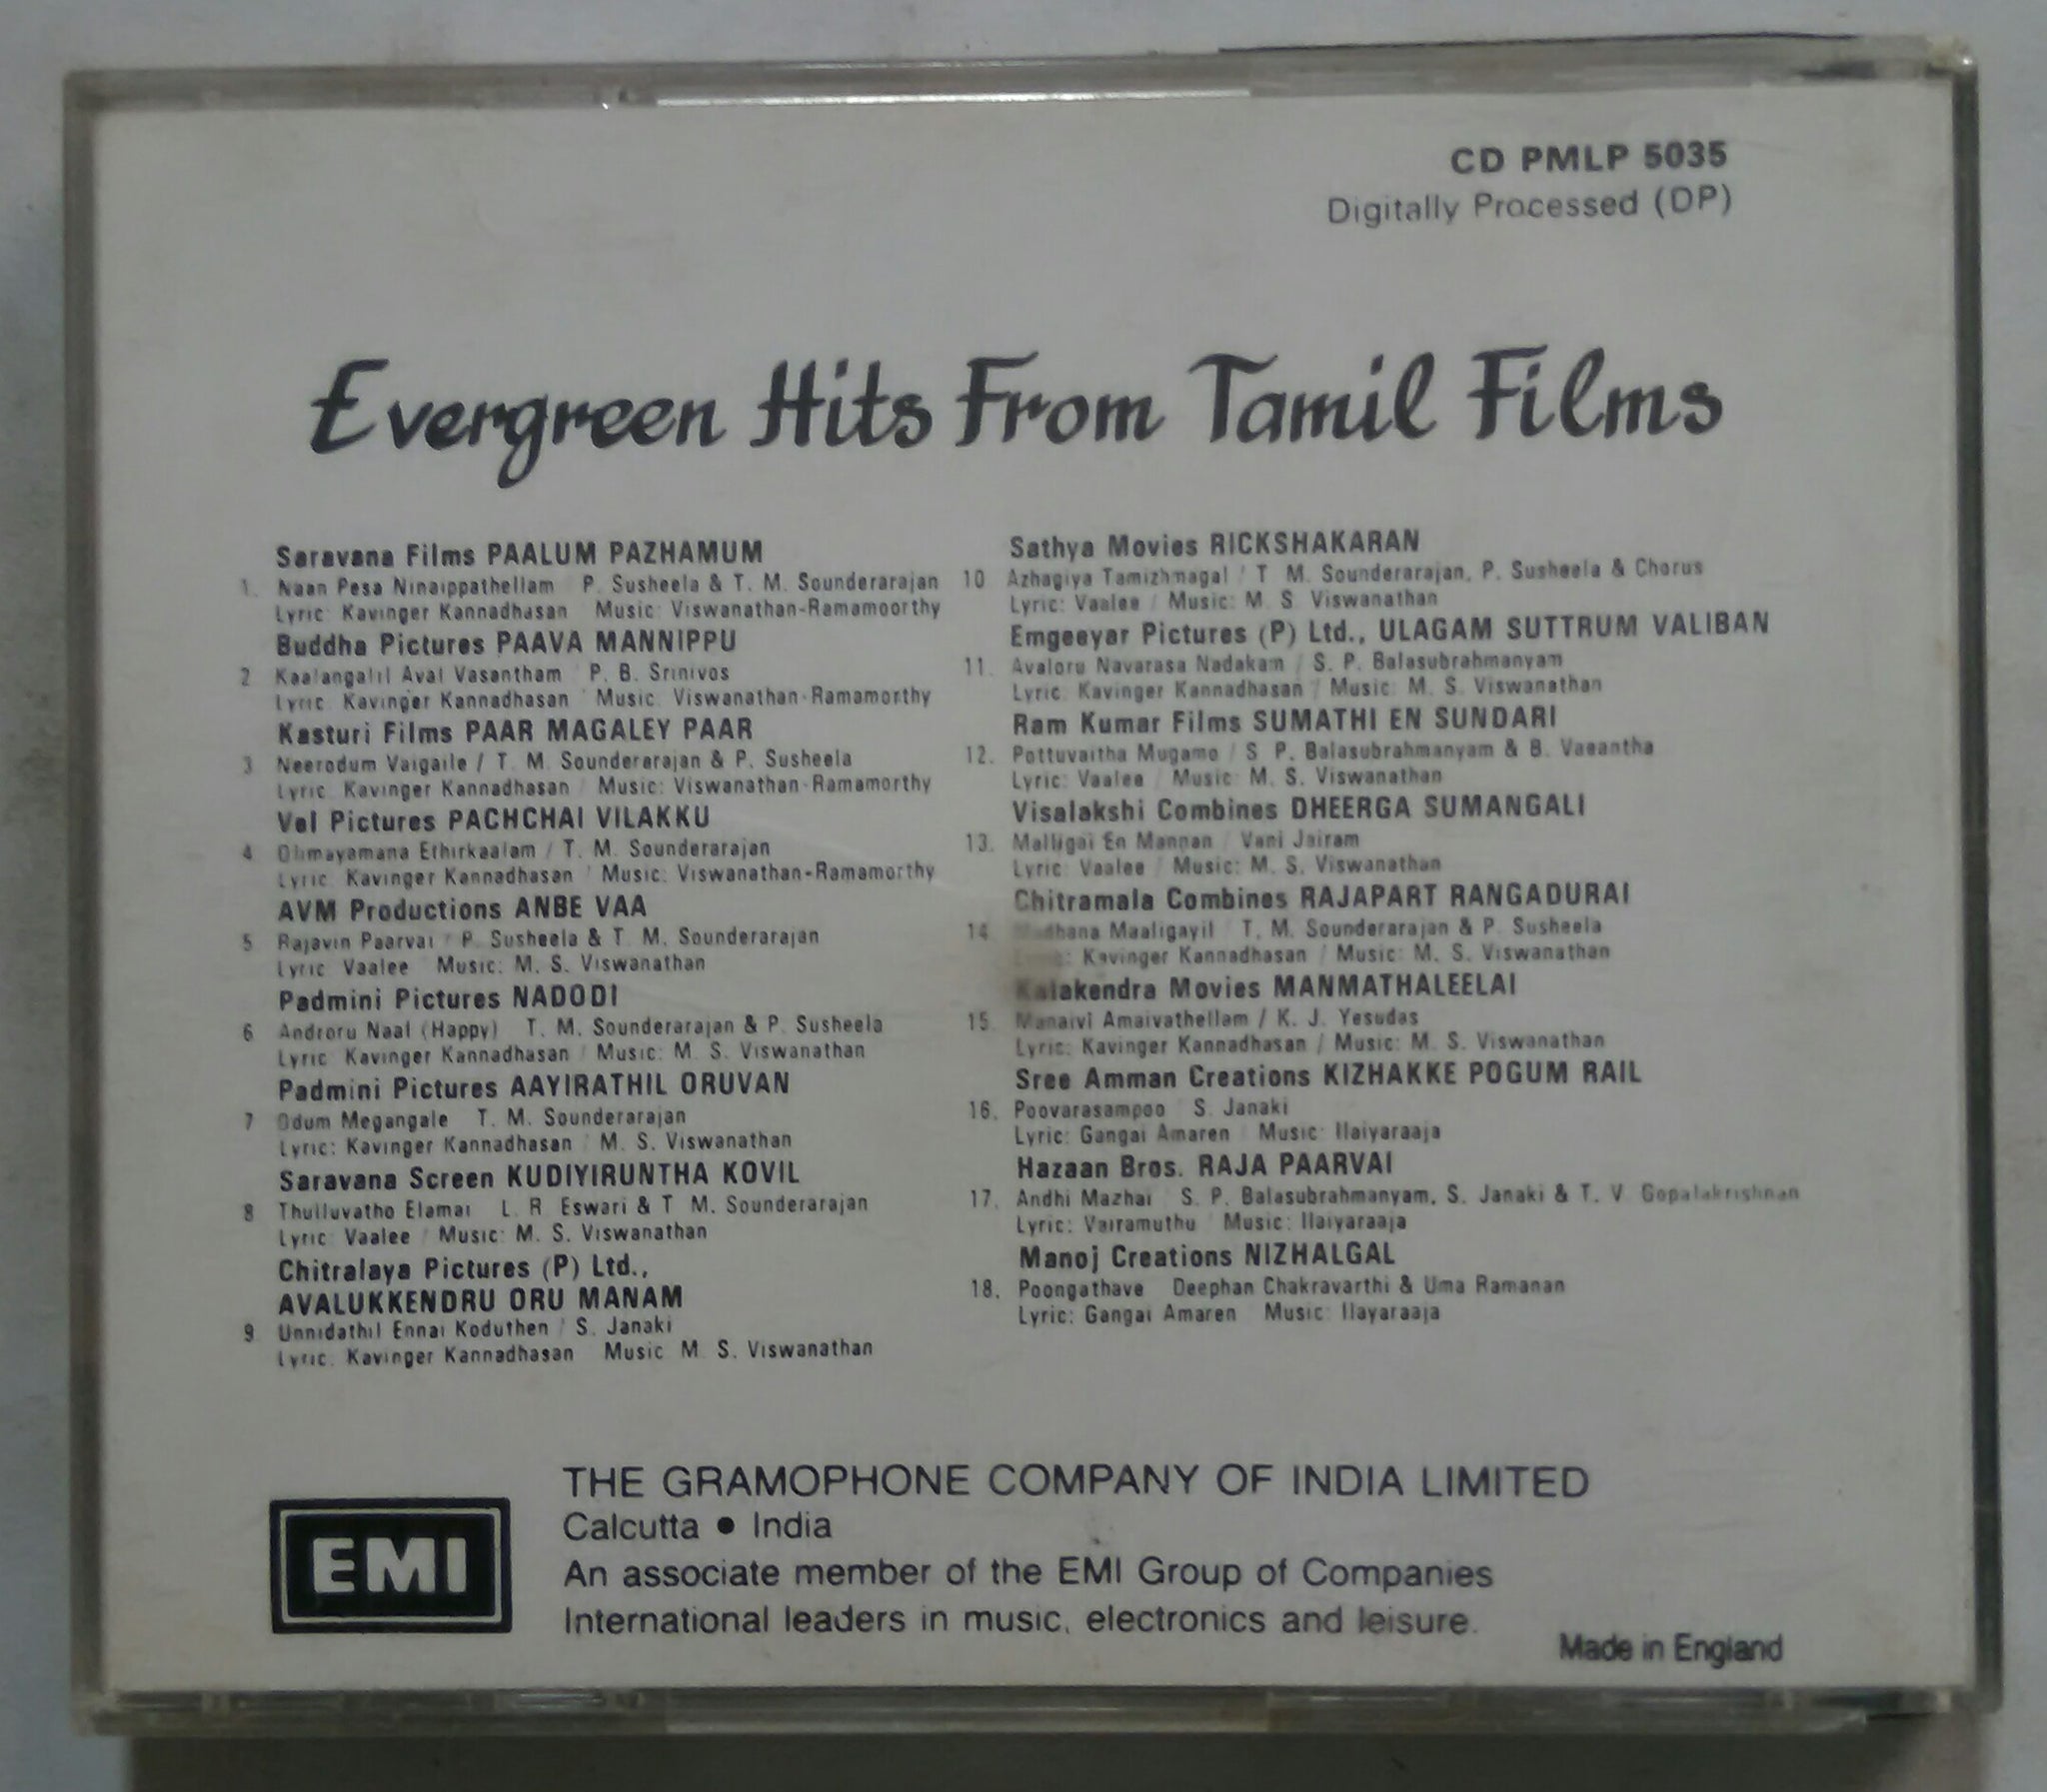 CD PMLP 5035
Digitally Processed (DP)
Evergreen Hits From Tamil Films
Saravana Films PAALUM PAZHAMUM
1. Naan Pesa Ninaippathellam P. Susheela & T. M. Sounderarajan
Lyric: Kavinger Kannadhasan Music: Viswanathan-Ramamoorthy
Buddha Pictures PAAVA MANNIPPU
2 Kaalangalil Aval Vasantham P. B. Srinivos
Lyric Kavinger Kannadhasan Music: Viswanathan-Ramamorthy
Kasturi Films PAAR MAGALEY PAAR
3 Neerodum Vaigaile / T. M. Sounderarajan & P. Susheela
Lyric Kavinger Kannadhasan / Music: Viswanathan-Ramamorthy
Vel Pictures PACHCHAI VILAKKU
4 Olimayamana Ethirkaalam / T. M. Sounderarajan
Lyric Kavinger Kannadhasan / Music: Viswanathan-Ramamorthy
AVM Productions ANBE VAA
5 Rajavin Paarvai / P. Susheela & T. M. Sounderarajan
Lyric Vaalee Music: M. S. Viswanathan
Padmini Pictures NADODI
6 Androru Naal (Happy) T. M. Sounderarajan & P. Susheela
Lyric Kavinger Kannadhasan / Music: M. S. Viswanathan
Padmini Pictures AAYIRATHIL ORUVAN
7 Odum Megangale T. M. Sounderarajan
Lyric: Kavinger Kannadhasan / M. S. Viswanathan
Saravana Screen KUDIYIRUNTHA KOVIL
8 Thulluvatho Elamai L. R. Eswari & T. M. Sounderarajan
Lyric: Vaalee / Music: M. S. Viswanathan
Chitralaya Pictures (P) Ltd.,
AVALUKKENDRU ORU MANAM
9 Unnidathil Ennai Koduthen / S. Janaki
Lyric: Kavinger Kannadhasan Music M. S. Viswanathan
Sathya Movies RICKSHAKARAN
10 Azhagiya Tamizhmagal / T. M. Sounderarajan, P. Susheela & Chorus
Lyric: Vaalee / Music: M. S. Viswanathan
Emgeeyar Pictures (P) Ltd., ULAGAM SUTTRUM VALIBAN
11. Avaloru Navarasa Nadakam / S. P. Balasubrahmanyam
Lyric Kavinger Kannadhasan / Music: M. S. Viswanathan
Ram Kumar Films SUMATHI EN SUNDARI
12. Pottuvaitha Mugamo / S. P. Balasubrahmanyam & B. Vasantha
Lyric: Vaalee / Music: M. S. Viswanathan
Visalakshi Combines DHEERGA SUMANGALI
13. Malligai En Mannan / Vani Jairam
Lyric: Vaalee / Music: M. S. Viswanathan
Chitramala Combines RAJAPART RANGADURAI
14 Maaligayil / T. M. Sounderarajan & P. Susheela
Kavinger Kannadhasan / Music: M. S. Viswanathan
Kalakendra Movies MANMATHALEELAI
15. Manaivi Amaivathellam / K. J. Yesudas
Lyric: Kavinger Kannadhasan / Music: M. S. Viswanathan
Sree Amman Creations KIZHAKKE POGUM RAIL
16. Poovarasampoo S. Janaki
Lyric: Gangai Amaren / Music: Ilaiyaraaja
Hazaan Bros. RAJA PAARVAI
17. Andhi Mazhai S. P. Balasubrahmanyam, S. Janaki & T. V. Gopalakrishnan
Lyric: Vairamuthu / Music: Ilaiyaraaja
Manoj Creations NIZHALGAL
18. Poongathave Deephan Chakravarthi & Uma Ramanan
Lyric: Gangai Amaren Music: Ilayaraaja
EMI
THE GRAMOPHONE COMPANY OF INDIA LIMITED
Calcutta • India
An associate member of the EMI Group of Companies
International leaders in music, electronics and leisure.
Made in England